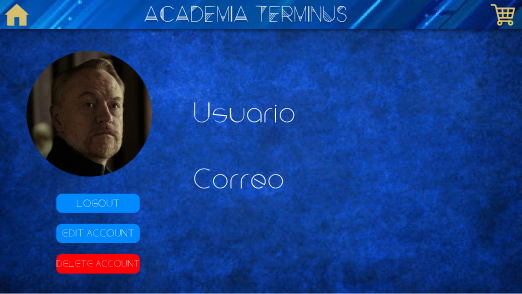 ACADEMIA TERMINUS
Usuario
Correo
LOGOUT
EDIT ACCOUNT
DELETE ACCOUNT